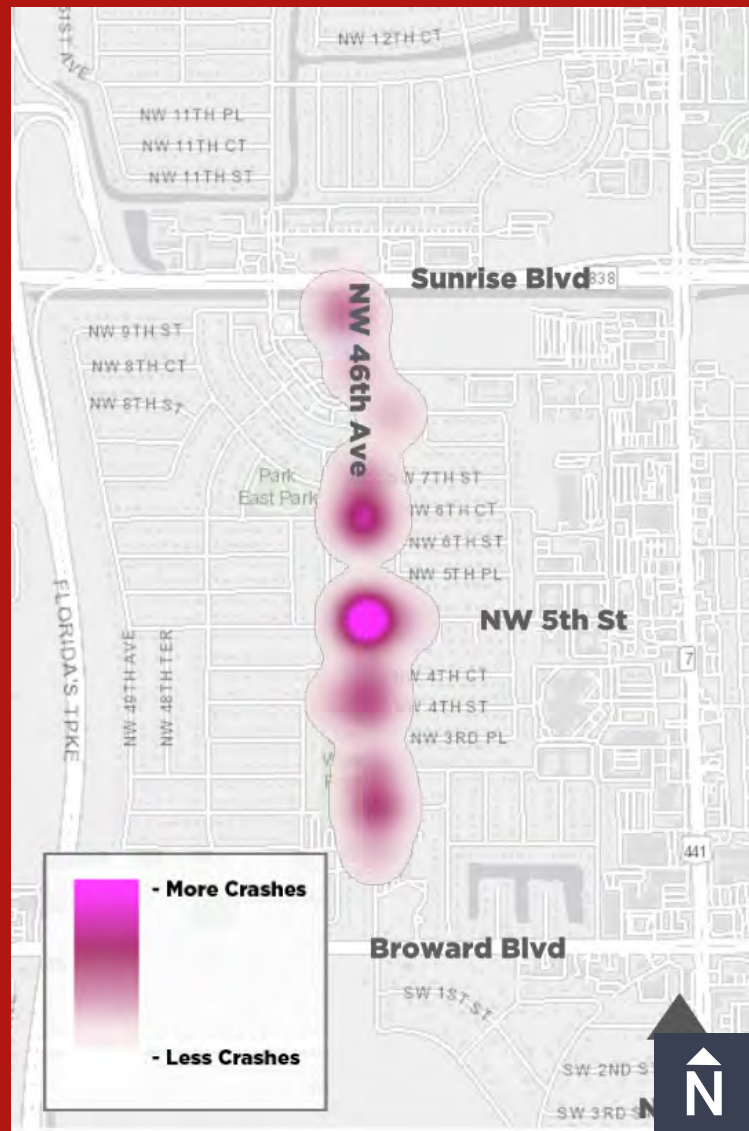 51ST AVE
NW 12TH CT
NW 11TH PL
NW 11TH CT
NW 11TH ST
Sunrise Blvd
838
NW 46th Ave
NW 9TH ST
NW 8TH CT
NW 8TH ST
Park
East Park
W 7TH ST
NW 6TH CT
NW 6TH ST
NW 5TH PL
NW 5th St
FLORIDA'S TPKE
NW 49TH AVE
NW 48TH TER
7
W 4TH CT
W 4TH ST
NW 3RD PL
441
- More Crashes
- Less Crashes
Broward Blvd
SW 1ST ST
SW 2ND S
SW 3RD S
N
N